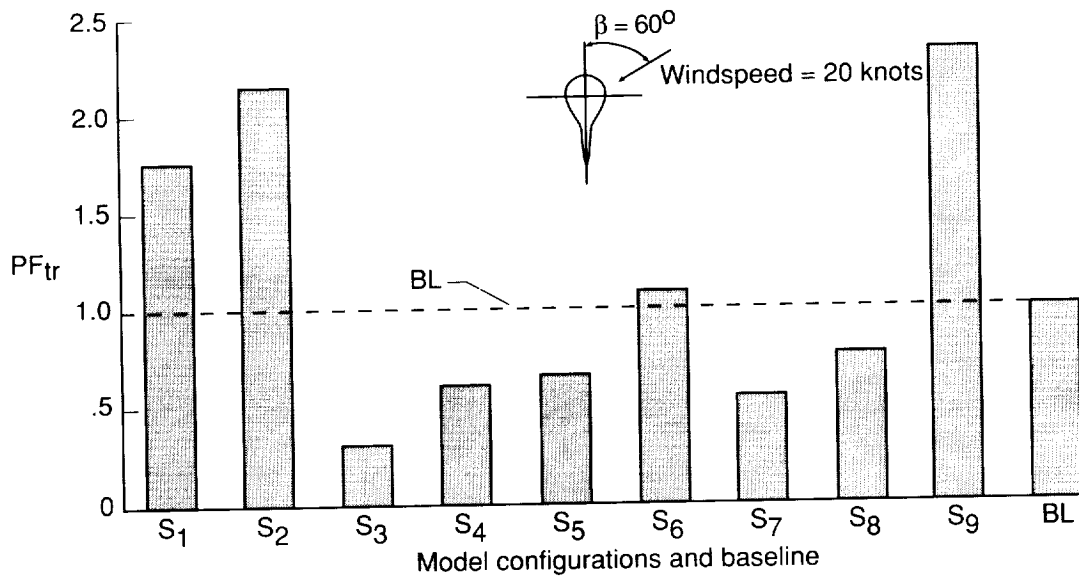 2.5
2.0
1.5
1.0
.5
0
PFtr
β = 60°
Windspeed = 20 knots
BL
S1 S2 S3 S4 S5 S6 S7 S8 S9 BL
Model configurations and baseline